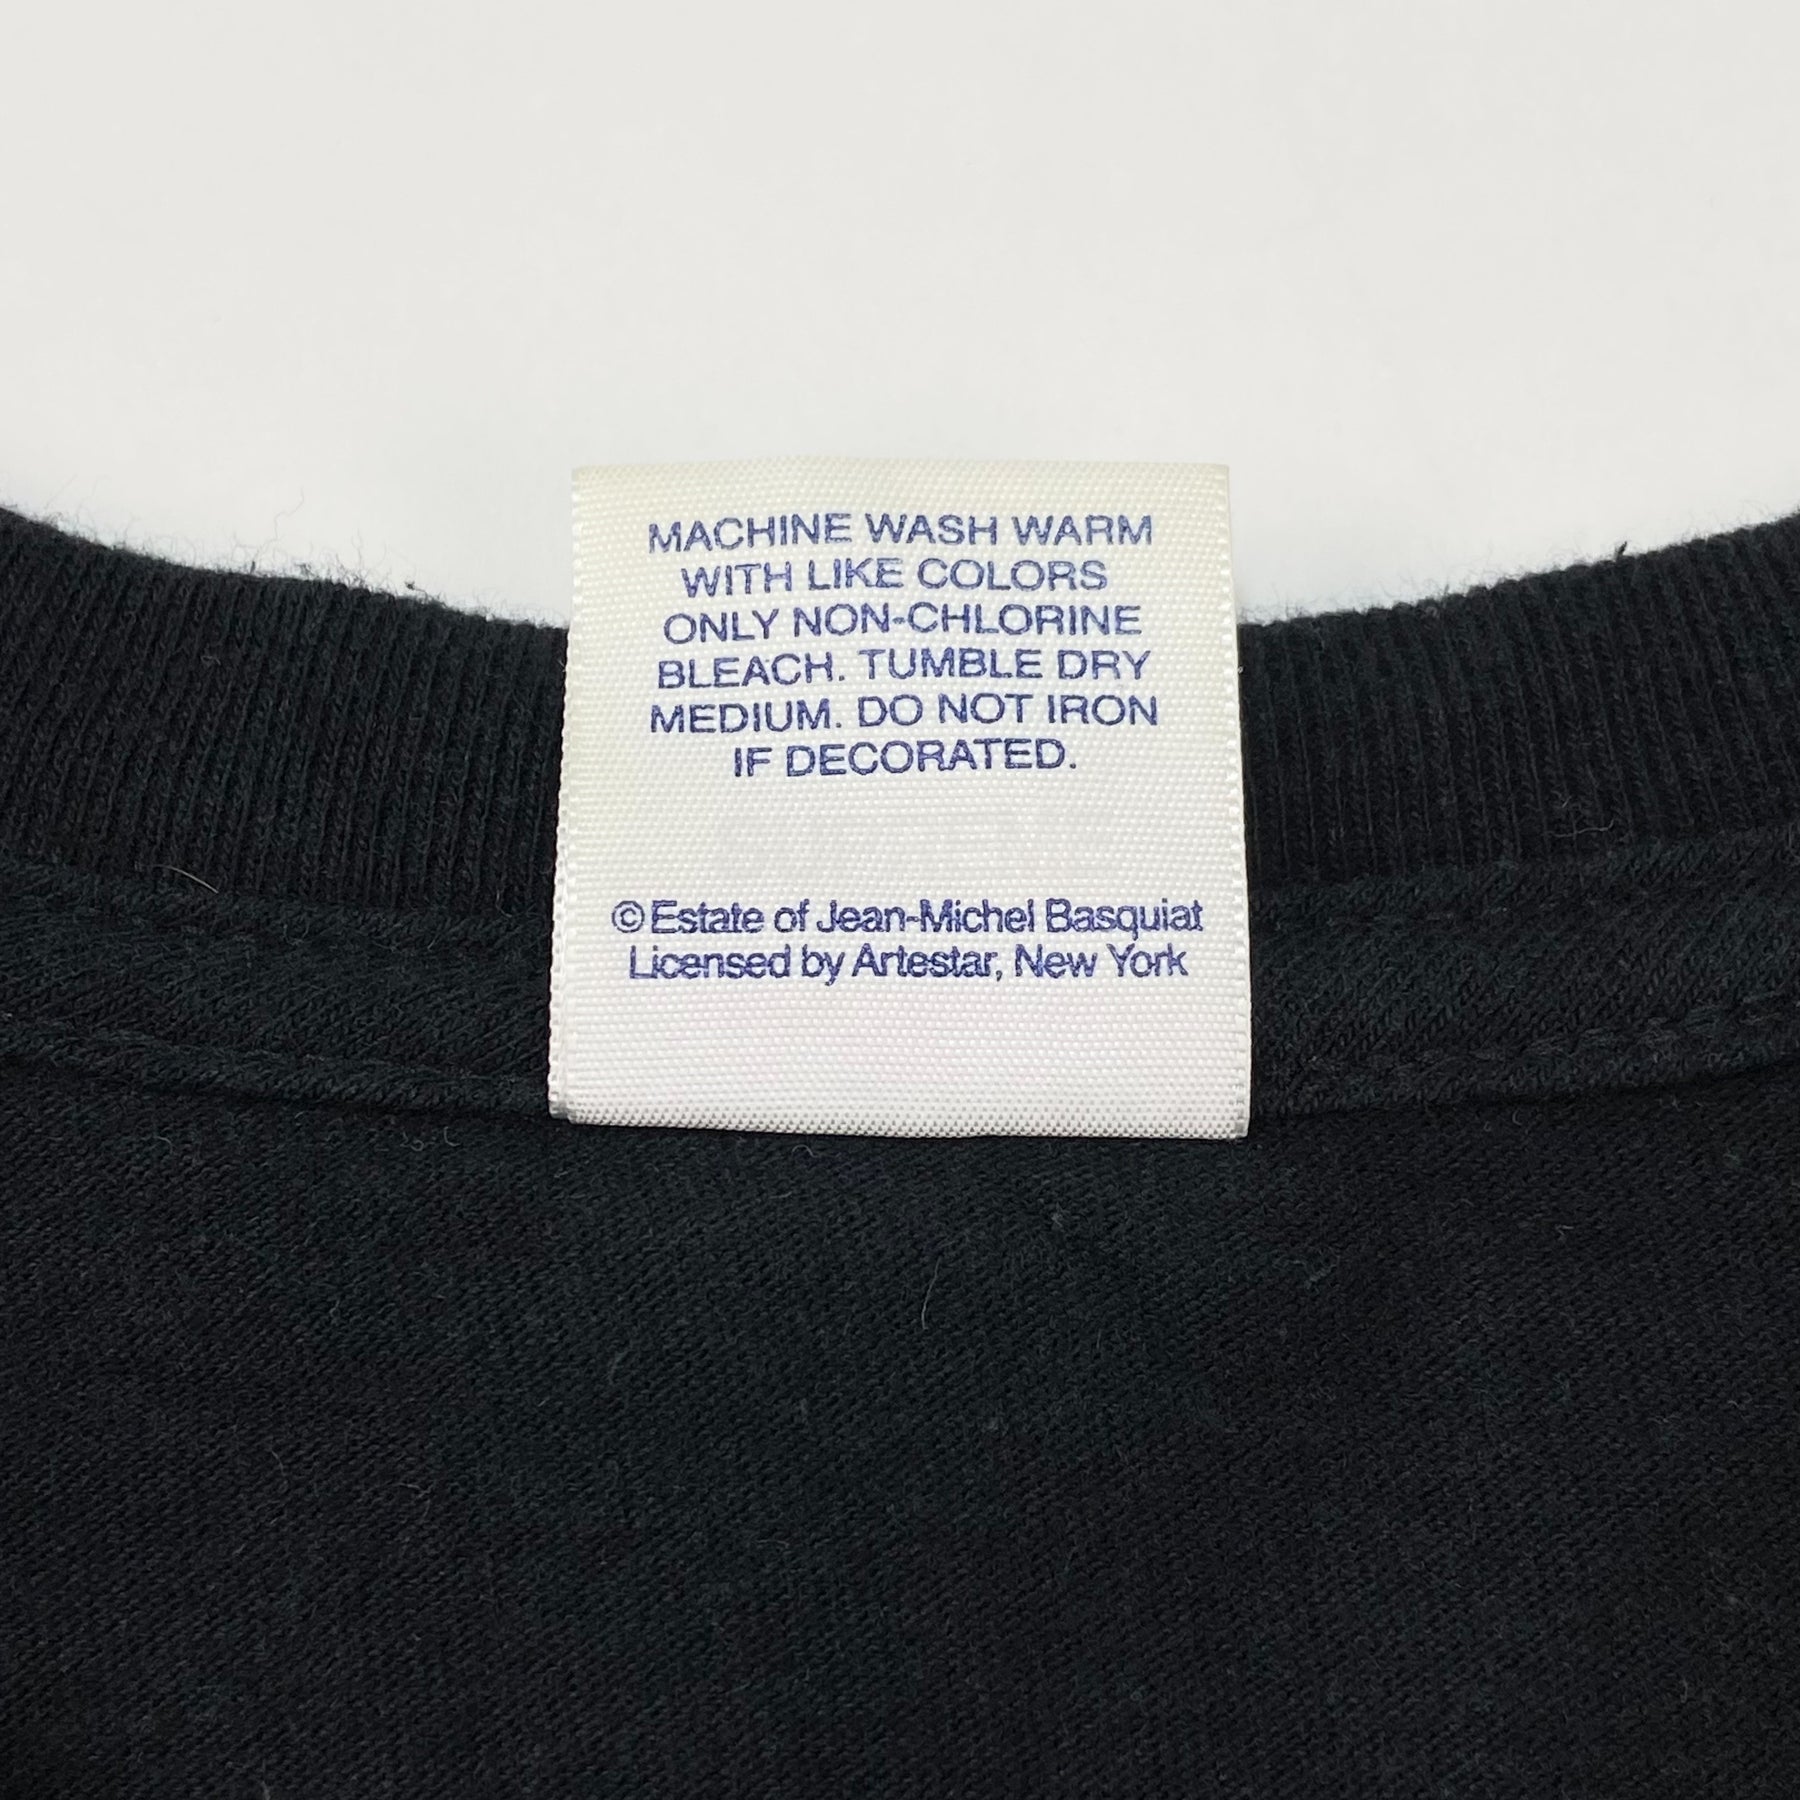 MACHINE WASH WARM
WITH LIKE COLORS
ONLY NON-CHLORINE
BLEACH. TUMBLE DRY
MEDIUM. DO NOT IRON
IF DECORATED.
© Estate of Jean-Michel Basquiat
Licensed by Artestar, New York